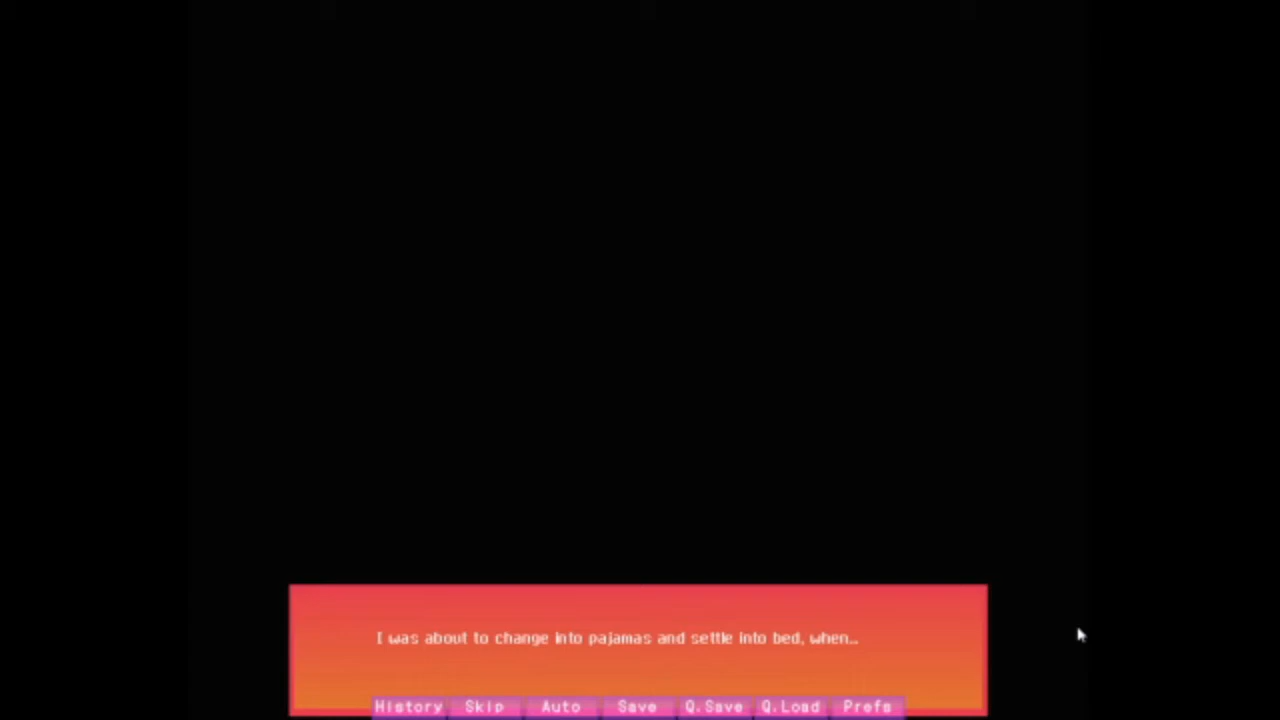 I was about to change into pajamas and settle into bed, when..
History Skip Auto Save Q.Save Q.Load Prefs